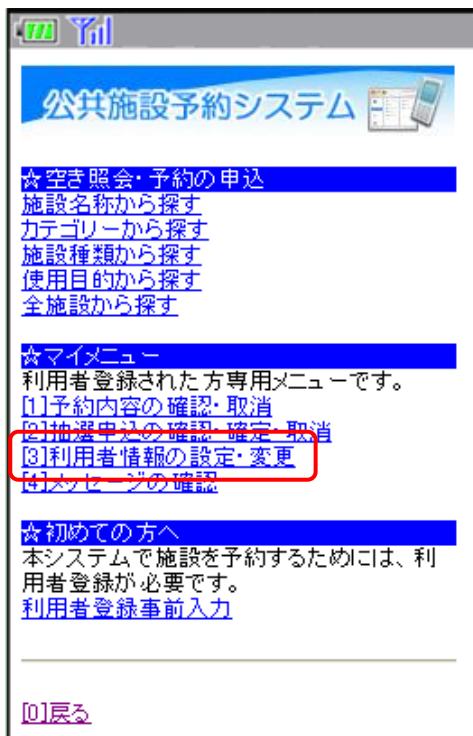 公共施設予約システム
☆空き照会・予約の申込
施設名称から探す
カテゴリーから探す
施設種類から探す
使用目的から探す
全施設から探す
☆マイメニュー
利用者登録された方専用メニューです。
[1]予約内容の確認・取消
[2]抽選申込の確認・確定・取消
[3]利用者情報の設定・変更
[4]メッセージの確認
☆初めての方へ
本システムで施設を予約するためには、利
用者登録が必要です。
利用者登録事前入力
[0]戻る